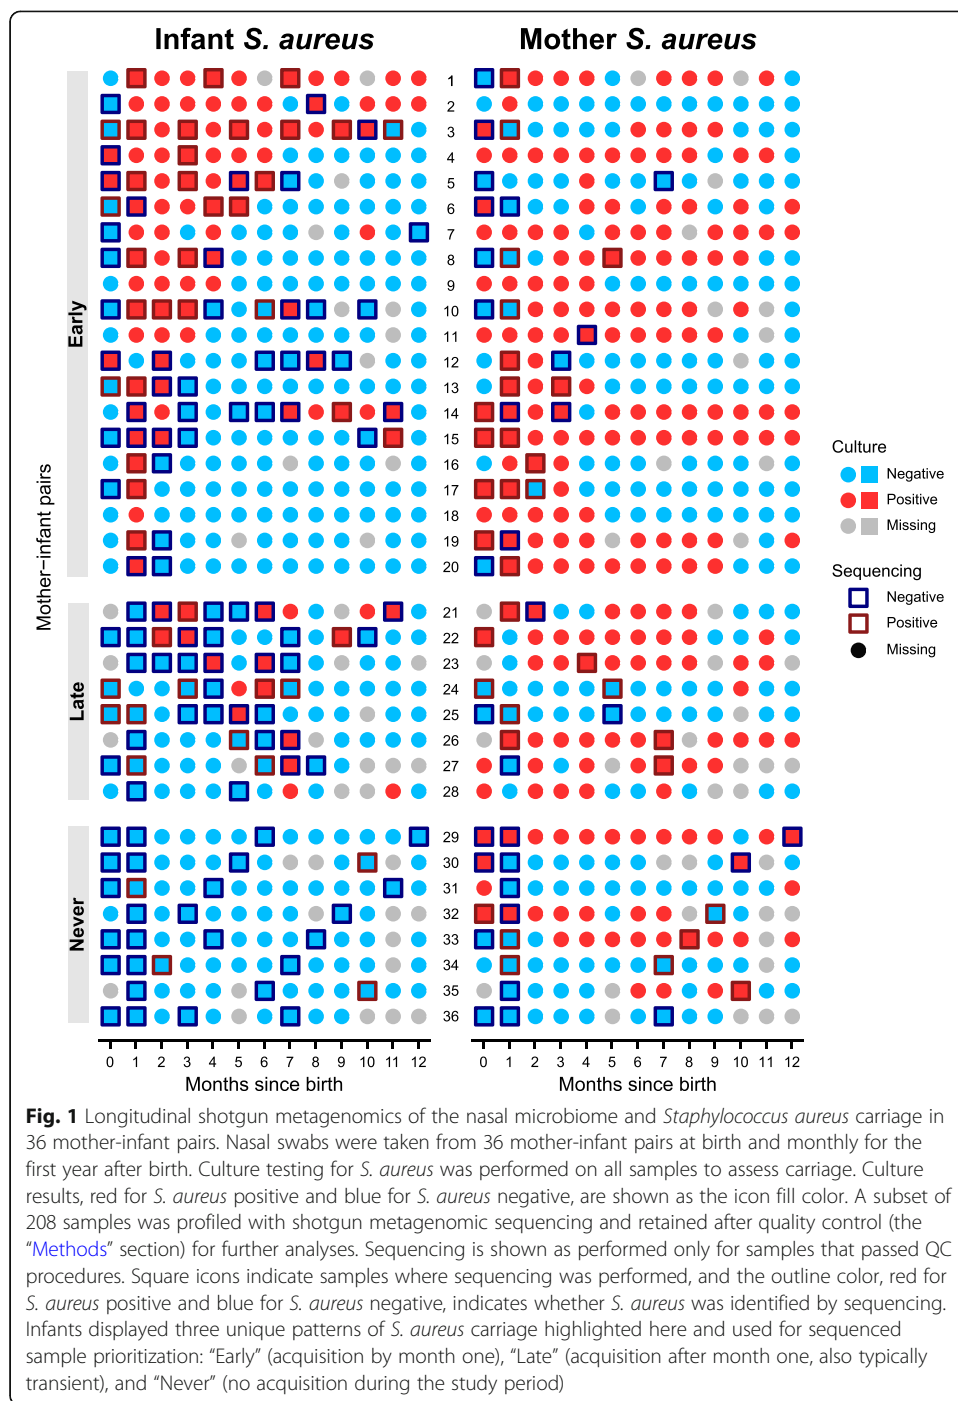 Infant S. aureus
Mother S. aureus
Mother–infant pairs
Early
1
2
3
4
5
6
7
8
9
10
11
12
13
14
15
16
17
18
19
20
Late
21
22
23
24
25
26
27
28
Never
29
30
31
32
33
34
35
36
0 1 2 3 4 5 6 7 8 9 10 11 12
Months since birth
0 1 2 3 4 5 6 7 8 9 10 11 12
Months since birth
Culture
Negative
Positive
Missing
Sequencing
Negative
Positive
Missing
Fig. 1 Longitudinal shotgun metagenomics of the nasal microbiome and Staphylococcus aureus carriage in
36 mother-infant pairs. Nasal swabs were taken from 36 mother-infant pairs at birth and monthly for the
first year after birth. Culture testing for S. aureus was performed on all samples to assess carriage. Culture
results, red for S. aureus positive and blue for S. aureus negative, are shown as the icon fill color. A subset of
208 samples was profiled with shotgun metagenomic sequencing and retained after quality control (the
“Methods” section) for further analyses. Sequencing is shown as performed only for samples that passed QC
procedures. Square icons indicate samples where sequencing was performed, and the outline color, red for
S. aureus positive and blue for S. aureus negative, indicates whether S. aureus was identified by sequencing.
Infants displayed three unique patterns of S. aureus carriage highlighted here and used for sequenced
sample prioritization: “Early” (acquisition by month one), “Late” (acquisition after month one, also typically
transient), and “Never” (no acquisition during the study period)